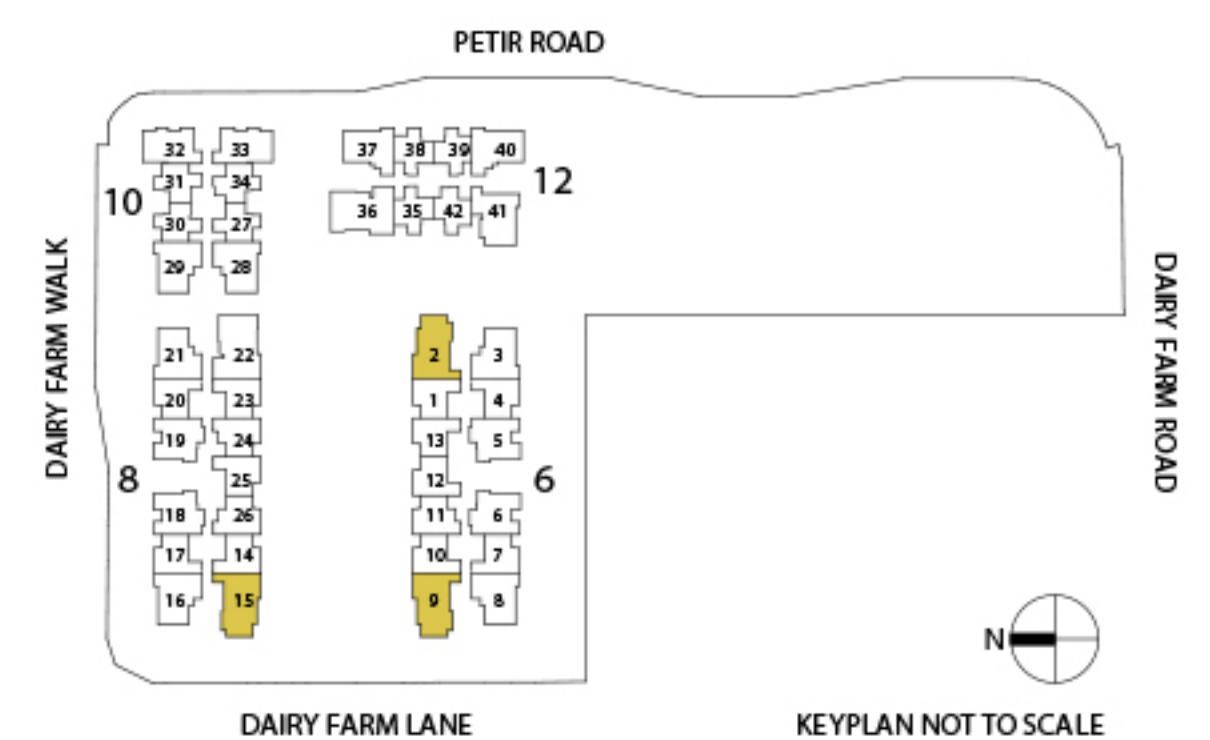 PETIR ROAD
32 33 37 38 39 40
31 34
10 12
30 27 36 35 42 41
29 28
DAIRY FARM WALK
DAIRY FARM ROAD
21 22 2 3
20 23 1 4
19 24 13 5
8 25 12 6
18 26 11 6
17 14 10 7
16 15 9 8
N
DAIRY FARM LANE
KEYPLAN NOT TO SCALE